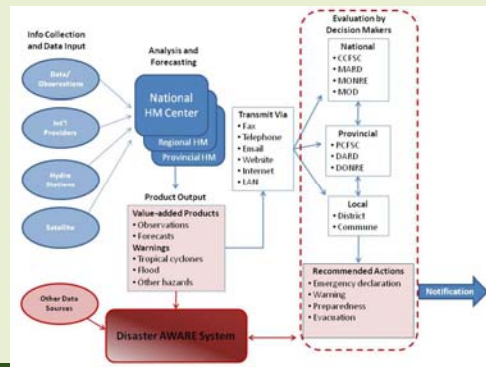 Info Collection
and Data Input
Data/
Observations
Int'l
Providers
Hydro
Stations
Satellite
Other Data
Sources
Analysis and
Forecasting
National
HM Center
Regional HM
Provincial HM
Product Output
Value-added Products
• Observations
• Forecasts
Warnings
• Tropical cyclones
• Flood
• Other hazards
Disaster AWARE System
Transmit Via
• Fax
• Telephone
• Email
• Website
• Internet
• LAN
Evaluation by
Decision Makers
National
• CCFSC
• MARD
• MONRE
• MOD
Provincial
• PCFSC
• DARD
• DONRE
Local
• District
• Commune
Recommended Actions
• Emergency declaration
• Warning
• Preparedness
• Evacuation
Notification